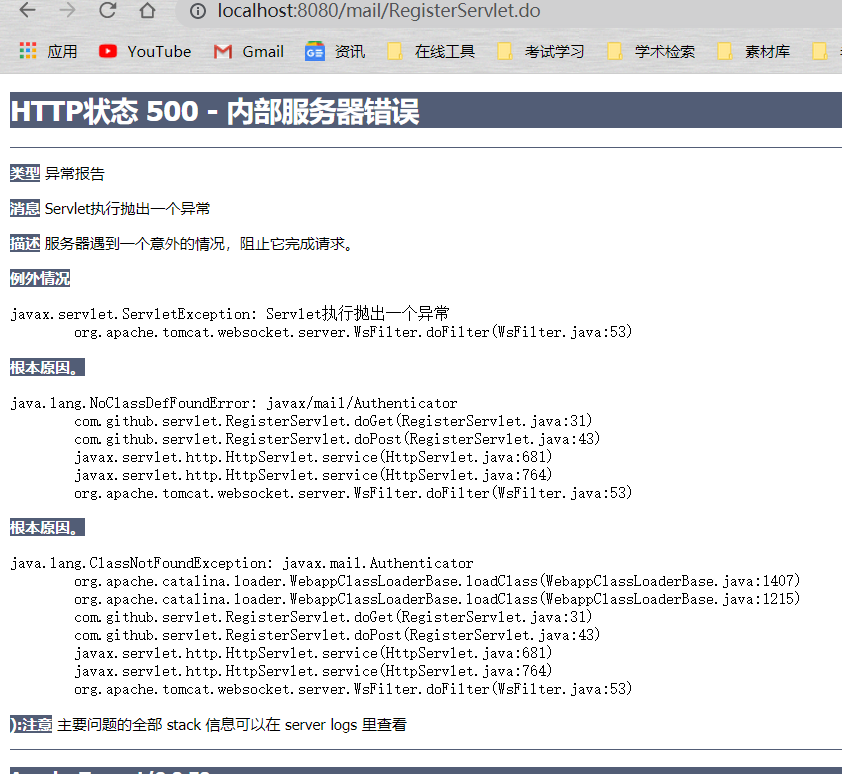 localhost:8080/mail/RegisterServlet.do
应用 YouTube Gmail 资讯 在线工具 考试学习 学术检索 素材库
HTTP状态 500 - 内部服务器错误
类型 异常报告
消息 Servlet执行抛出一个异常
描述 服务器遇到一个意外的情况，阻止它完成请求。
例外情况
javax.servlet.ServletException: Servlet执行抛出一个异常
org.apache.tomcat.websocket.server.WsFilter.doFilter(WsFilter.java:53)
根本原因。
java.lang.NoClassDefFoundError: javax/mail/Authenticator
com.github.servlet.RegisterServlet.doGet(RegisterServlet.java:31)
com.github.servlet.RegisterServlet.doPost(RegisterServlet.java:43)
javax.servlet.http.HttpServlet.service(HttpServlet.java:681)
javax.servlet.http.HttpServlet.service(HttpServlet.java:764)
org.apache.tomcat.websocket.server.WsFilter.doFilter(WsFilter.java:53)
根本原因。
java.lang.ClassNotFoundException: javax.mail.Authenticator
org.apache.catalina.loader.WebappClassLoaderBase.loadClass(WebappClassLoaderBase.java:1407)
org.apache.catalina.loader.WebappClassLoaderBase.loadClass(WebappClassLoaderBase.java:1215)
com.github.servlet.RegisterServlet.doGet(RegisterServlet.java:31)
com.github.servlet.RegisterServlet.doPost(RegisterServlet.java:43)
javax.servlet.http.HttpServlet.service(HttpServlet.java:681)
javax.servlet.http.HttpServlet.service(HttpServlet.java:764)
org.apache.tomcat.websocket.server.WsFilter.doFilter(WsFilter.java:53)
):注意 主要问题的全部 stack 信息可以在 server logs 里查看